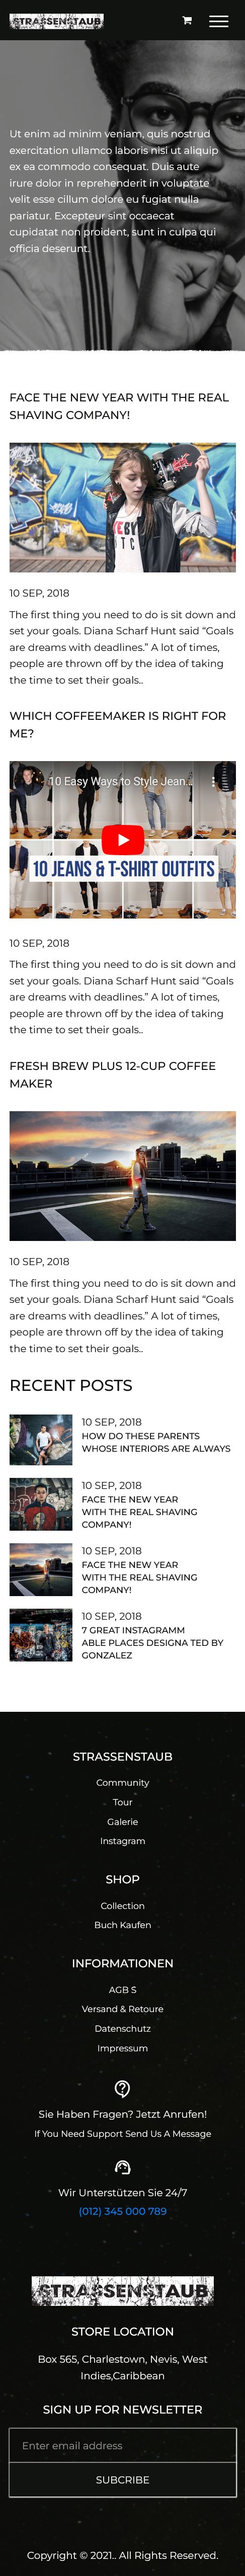 STRASSENSTAUB
Ut enim ad minim veniam, quis nostrud
exercitation ullamco laboris nisi ut aliquip
ex ea commodo consequat. Duis aute
irure dolor in reprehenderit in voluptate
velit esse cillum dolore eu fugiat nulla
pariatur. Excepteur sint occaecat
cupidatat non proident, sunt in culpa qui
officia deserunt.
FACE THE NEW YEAR WITH THE REAL
SHAVING COMPANY!
10 SEP, 2018
The first thing you need to do is sit down and
set your goals. Diana Scharf Hunt said “Goals
are dreams with deadlines.” A lot of times,
people are thrown off by the idea of taking
the time to set their goals..
WHICH COFFEEMAKER IS RIGHT FOR
ME?
10 Easy Ways to Style Jean...
10 JEANS & T-SHIRT OUTFITS
10 SEP, 2018
The first thing you need to do is sit down and
set your goals. Diana Scharf Hunt said “Goals
are dreams with deadlines.” A lot of times,
people are thrown off by the idea of taking
the time to set their goals..
FRESH BREW PLUS 12-CUP COFFEE
MAKER
10 SEP, 2018
The first thing you need to do is sit down and
set your goals. Diana Scharf Hunt said “Goals
are dreams with deadlines.” A lot of times,
people are thrown off by the idea of taking
the time to set their goals..
RECENT POSTS
10 SEP, 2018
HOW DO THESE PARENTS
WHOSE INTERIORS ARE ALWAYS
10 SEP, 2018
FACE THE NEW YEAR
WITH THE REAL SHAVING
COMPANY!
10 SEP, 2018
FACE THE NEW YEAR
WITH THE REAL SHAVING
COMPANY!
10 SEP, 2018
7 GREAT INSTAGRAMM
ABLE PLACES DESIGNA TED BY
GONZALEZ
STRASSENSTAUB
Community
Tour
Galerie
Instagram
SHOP
Collection
Buch Kaufen
INFORMATIONEN
AGB S
Versand & Retoure
Datenschutz
Impressum
Sie Haben Fragen? Jetzt Anrufen!
If You Need Support Send Us A Message
Wir Unterstützen Sie 24/7
(012) 345 000 789
STRASSENSTAUB
STORE LOCATION
Box 565, Charlestown, Nevis, West
Indies,Caribbean
SIGN UP FOR NEWSLETTER
Enter email address
SUBCRIBE
Copyright © 2021.. All Rights Reserved.